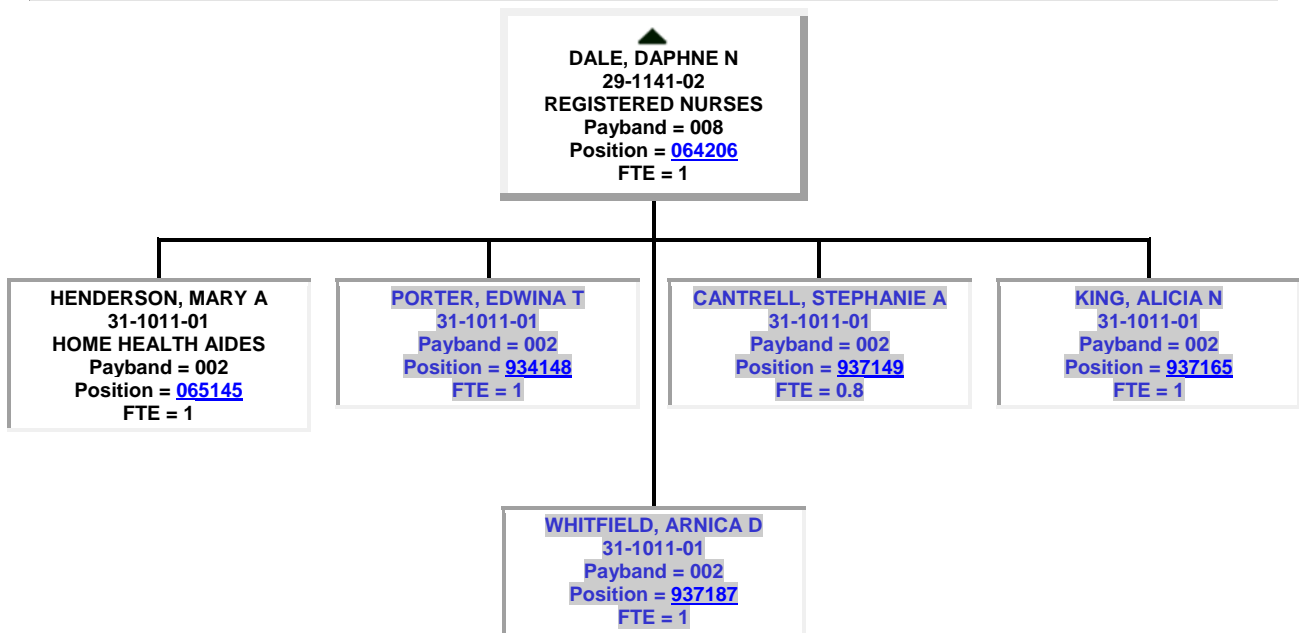 DALE, DAPHNE N
29-1141-02
REGISTERED NURSES
Payband = 008
Position = 064206
FTE = 1
HENDERSON, MARY A
31-1011-01
HOME HEALTH AIDES
Payband = 002
Position = 065145
FTE = 1
PORTER, EDWINA T
31-1011-01
Payband = 002
Position = 934148
FTE = 1
CANTRELL, STEPHANIE A
31-1011-01
Payband = 002
Position = 937149
FTE = 0.8
KING, ALICIA N
31-1011-01
Payband = 002
Position = 937165
FTE = 1
WHITFIELD, ARNICA D
31-1011-01
Payband = 002
Position = 937187
FTE = 1